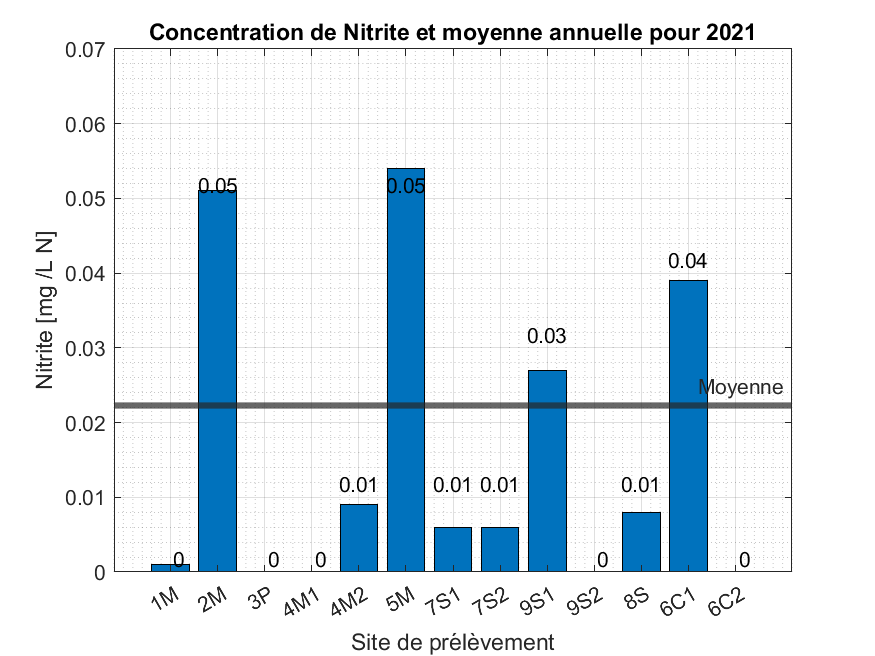 Concentration de Nitrite et moyenne annuelle pour 2021
0.07
0.06
0.05
0.04
0.03
0.02
0.01
0
Nitrite [mg /L N]
0
0.05
0
0
0.01
0.05
0.01
0.01
0.03
0
0.01
0.04
0
Moyenne
1M
2M
3P
4M1
4M2
5M
7S1
7S2
9S1
9S2
8S
6C1
6C2
Site de prélèvement